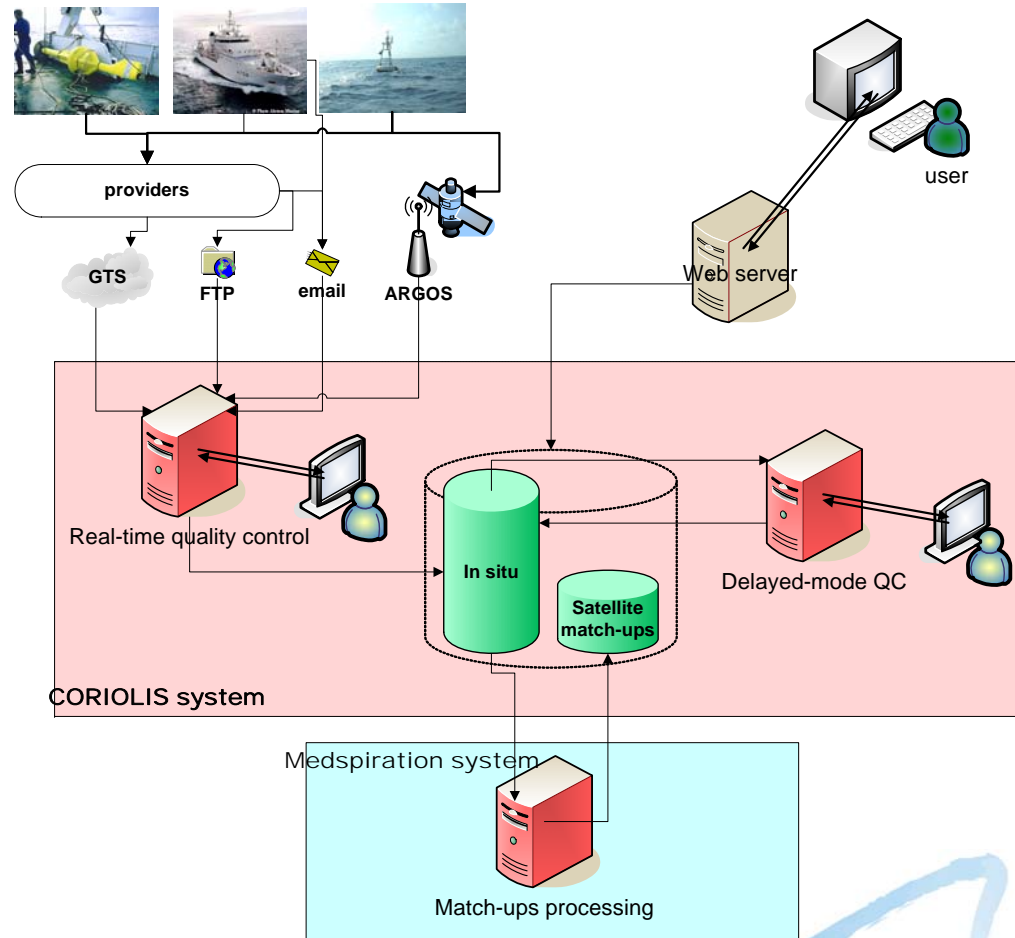 providers
user
GTS
FTP
email
ARGOS
Web server
Real-time quality control
In situ
Satellite
match-ups
Delayed-mode QC
CORIOLIS system
Medspiration system
Match-ups processing